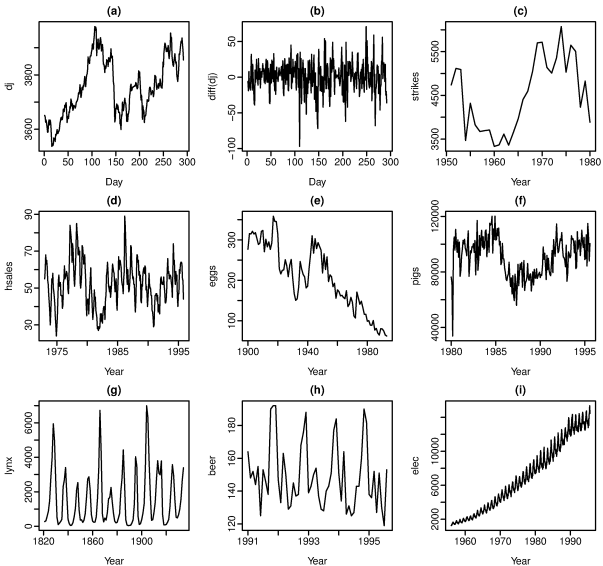 (a) (b) (c)
dj
3600 3800
0 50 100 150 200 250 300
Day
diff(dj)
−100 −50 0 50
0 50 100 150 200 250 300
Day
strikes
3500 4500 5500
1950 1960 1970 1980
Year
(d) (e) (f)
hsales
30 50 70 90
1975 1985 1995
Year
eggs
100 200 300
1900 1940 1980
Year
pigs
40000 80000 120000
1980 1985 1990 1995
Year
(g) (h) (i)
lynx
0 2000 4000 6000
1820 1860 1900
Year
beer
120 140 160 180
1991 1993 1995
Year
elec
2000 6000 10000
1960 1970 1980 1990
Year